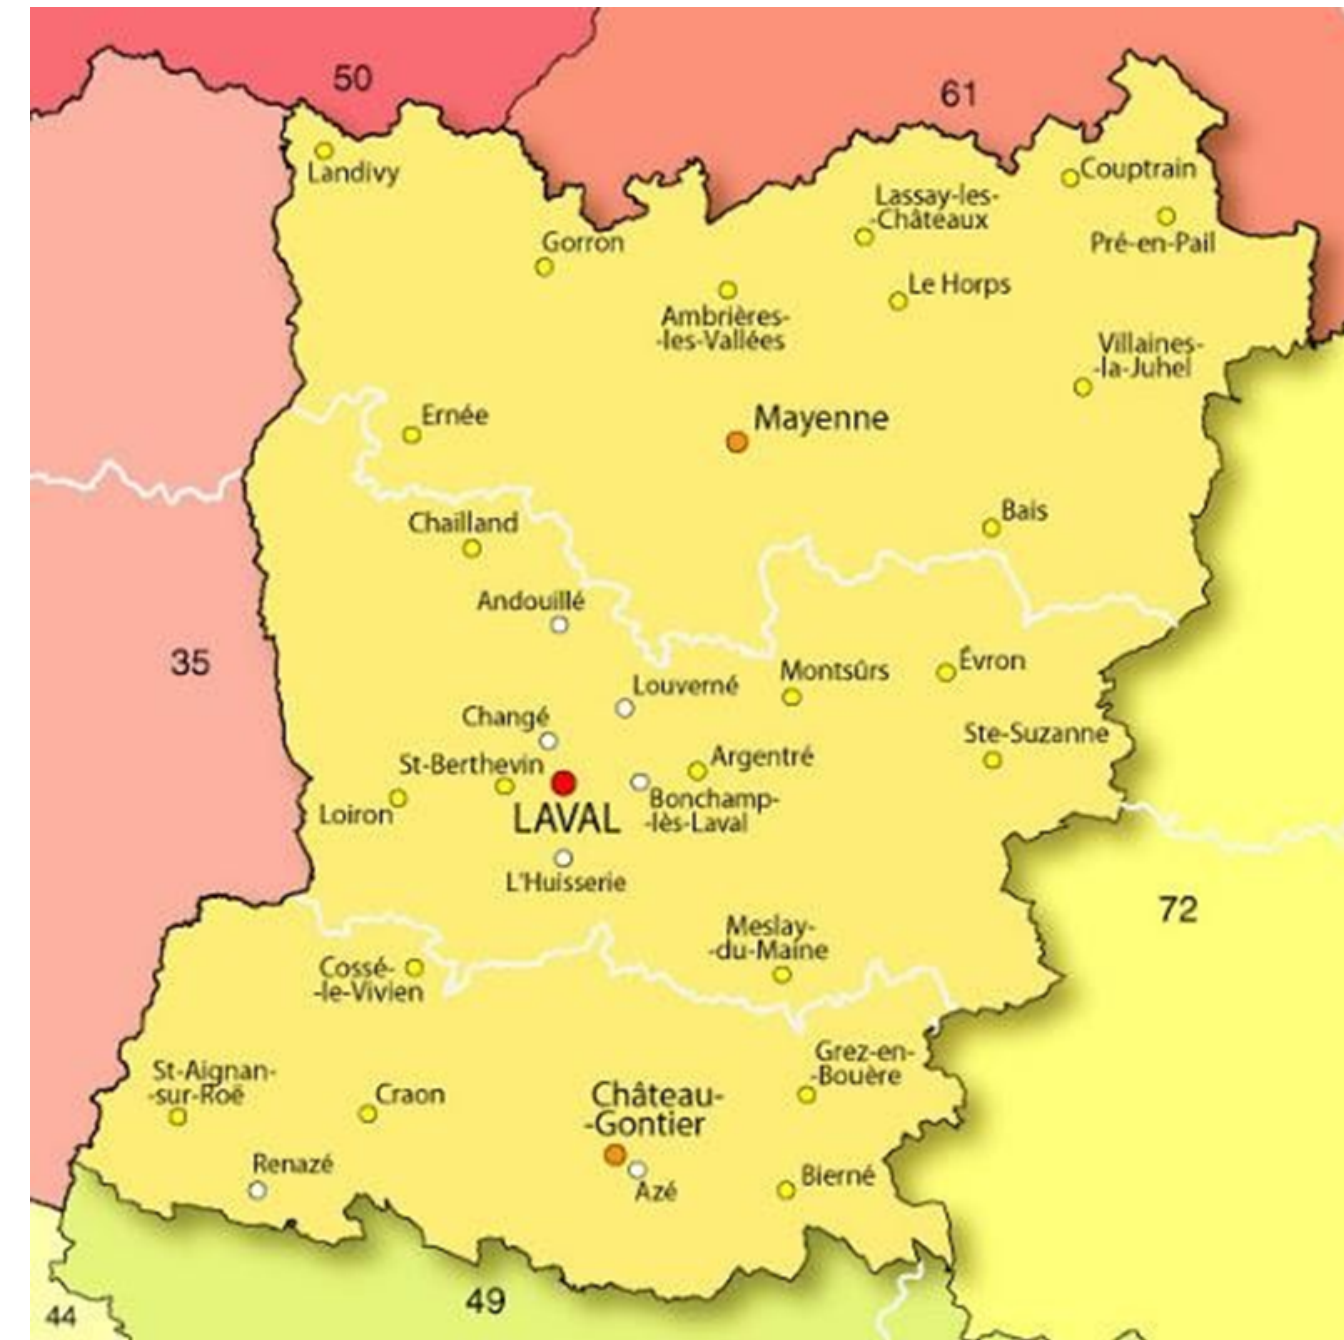 50
61
Landivy
Couptrain
Lassay-les-
-Châteaux
Gorron
Pré-en-Pail
Le Horps
Ambrières-
-les-Vallées
Villaines-
-la-Juhel
Ernée
Mayenne
Bais
Chailland
Andouillé
35
Évron
Montsûrs
Louverné
Changé
Ste-Suzanne
St-Berthevin
Argentré
Bonchamp-
-lès-Laval
Loiron
LAVAL
L'Huisserie
72
Meslay-
-du-Maine
Cossé-
-le-Vivien
Grez-en-
-Bouère
St-Aignan-
-sur-Roë
Craon
Château-
-Gontier
Renazé
Azé
Bierné
49
44